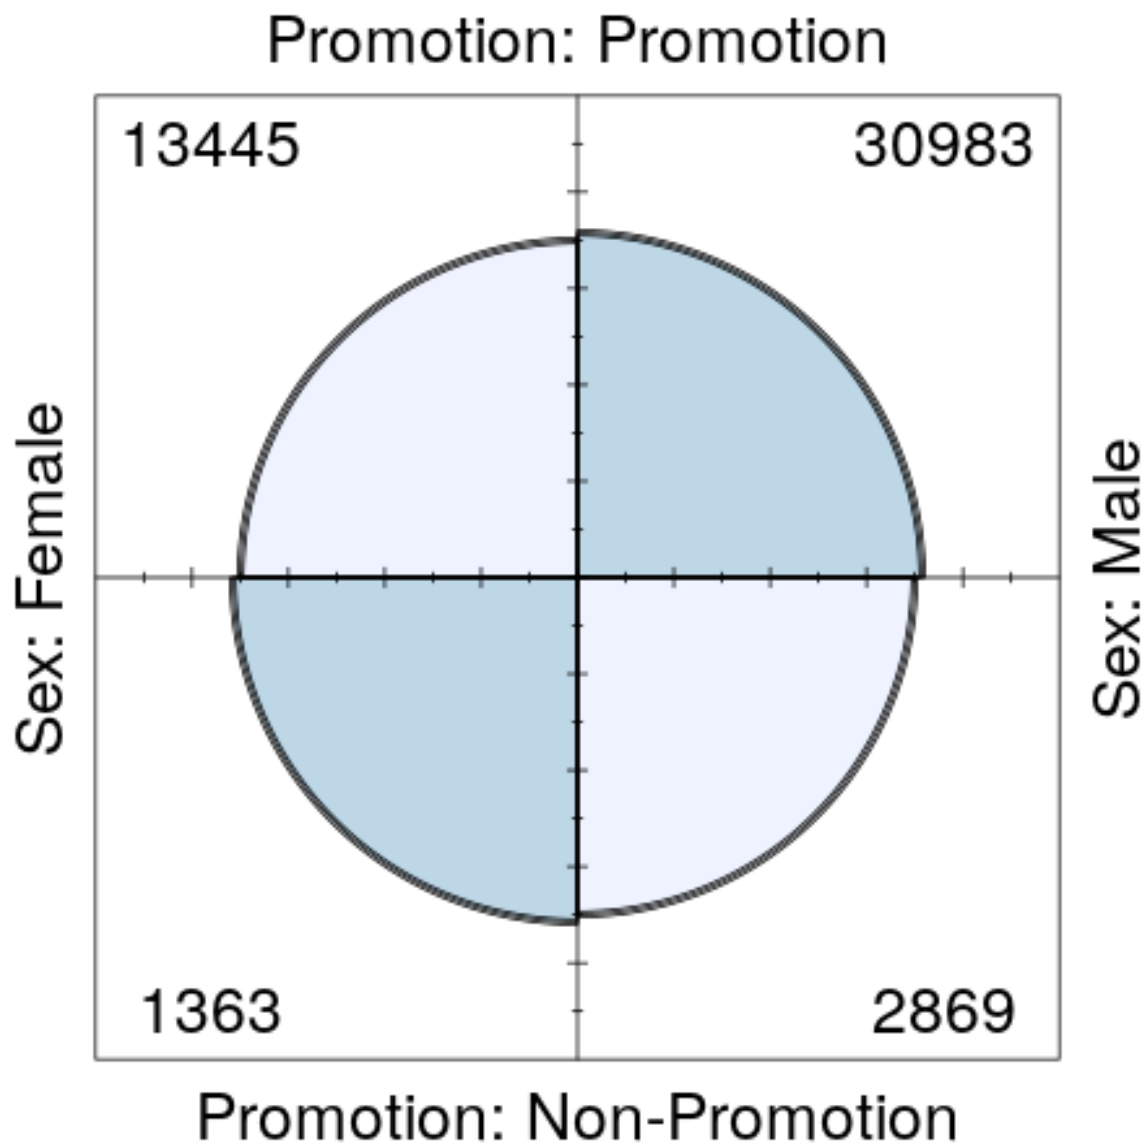 Promotion: Promotion
13445
30983
Sex: Female
Sex: Male
1363
2869
Promotion: Non-Promotion